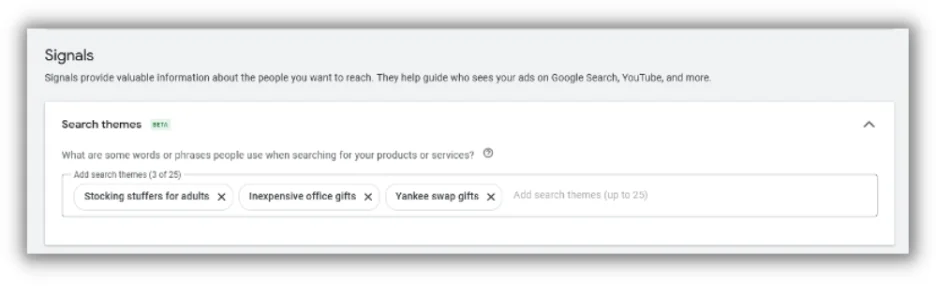 Signals
Signals provide valuable information about the people you want to reach. They help guide who sees your ads on Google Search, YouTube, and more.
Search themes BETA
What are some words or phrases people use when searching for your products or services?
Add search themes (3 of 25)
Stocking stuffers for adults Inexpensive office gifts Yankee swap gifts Add search themes (up to 25)